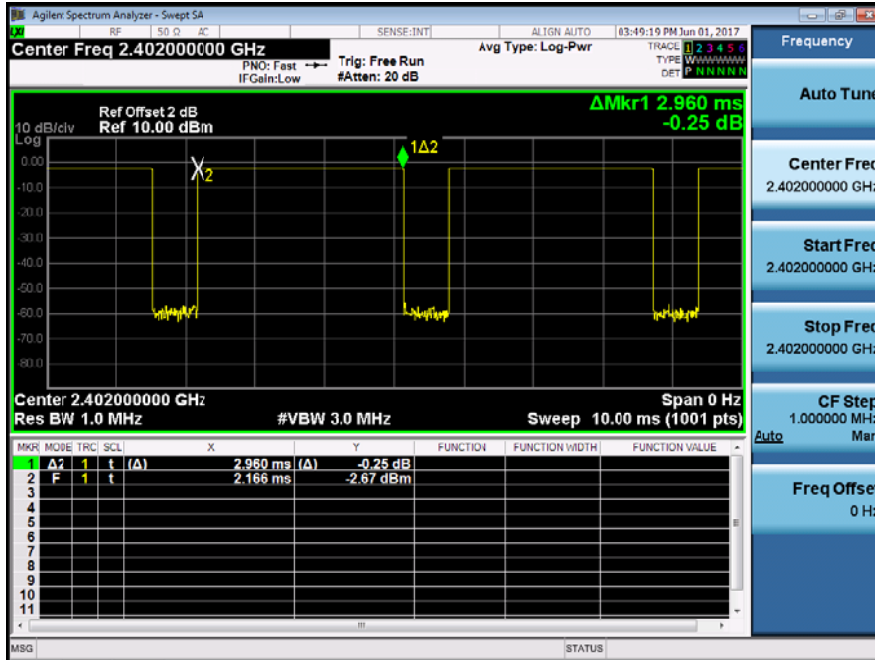 Agilent Spectrum Analyzer - Swept SA
RF 50 Ω AC SENSE:INT ALIGN AUTO 03:49:19 PM Jun 01, 2017
Center Freq 2.402000000 GHz
PNO: Fast
IFGain:Low
Trig: Free Run
#Atten: 20 dB
Avg Type: Log-Pwr
TRACE 1 2 3 4 5 6
TYPE W
DET P N N N N N
Ref Offset 2 dB
10 dB/div Ref 10.00 dBm
Log
ΔMkr1 2.960 ms
-0.25 dB
0.00
-10.0
-20.0
-30.0
-40.0
-50.0
-60.0
-70.0
-80.0
X2
1Δ2
Center 2.402000000 GHz Span 0 Hz
Res BW 1.0 MHz #VBW 3.0 MHz Sweep 10.00 ms (1001 pts)
MKR MODE TRC SCL X Y FUNCTION FUNCTION WIDTH FUNCTION VALUE
1 Δ2 1 t (Δ) 2.960 ms (Δ) -0.25 dB
2 F 1 t 2.166 ms -2.67 dBm
3
4
5
6
7
8
9
10
11
MSG STATUS
Frequency
Auto Tune
Center Freq
2.402000000 GHz
Start Freq
2.402000000 GHz
Stop Freq
2.402000000 GHz
CF Step
1.000000 MHz
Auto Man
Freq Offset
0 Hz